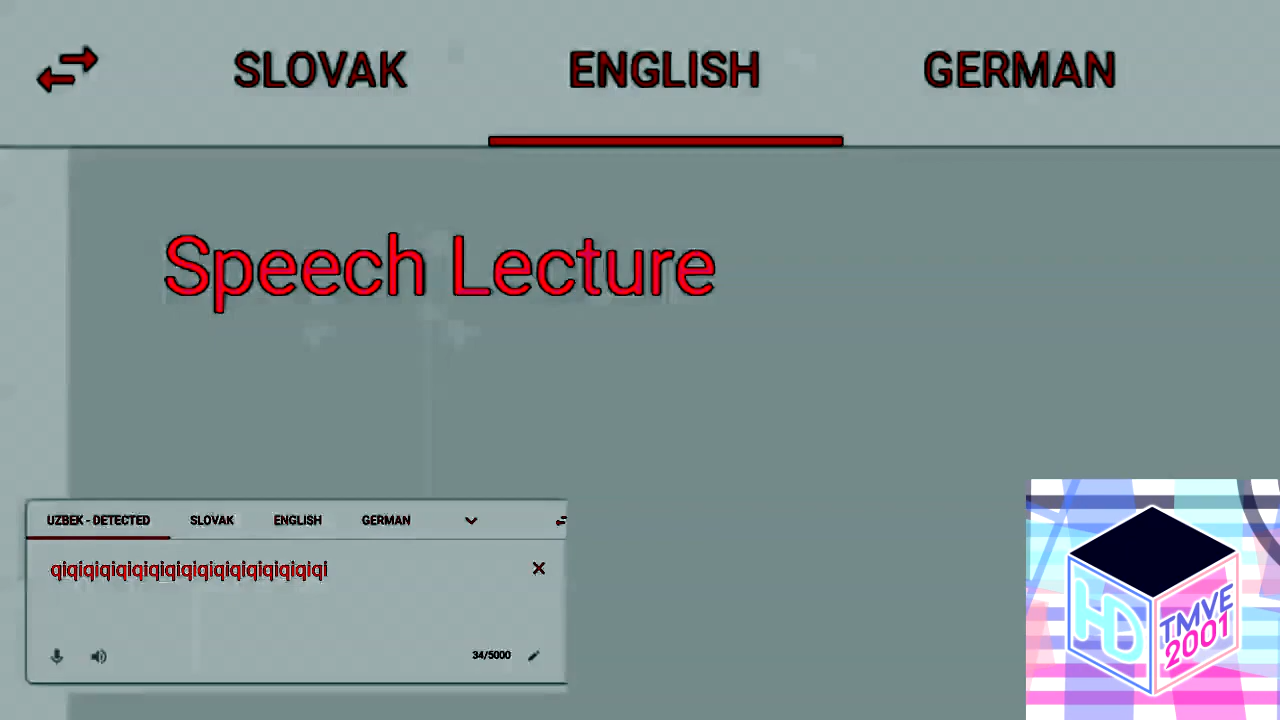 SLOVAK ENGLISH GERMAN
Speech Lecture
UZBEK - DETECTED SLOVAK ENGLISH GERMAN
qiqiqiqiqiqiqiqiqiqiqiqiqiqiqiqiqi
34/5000
HD TMVE
2001